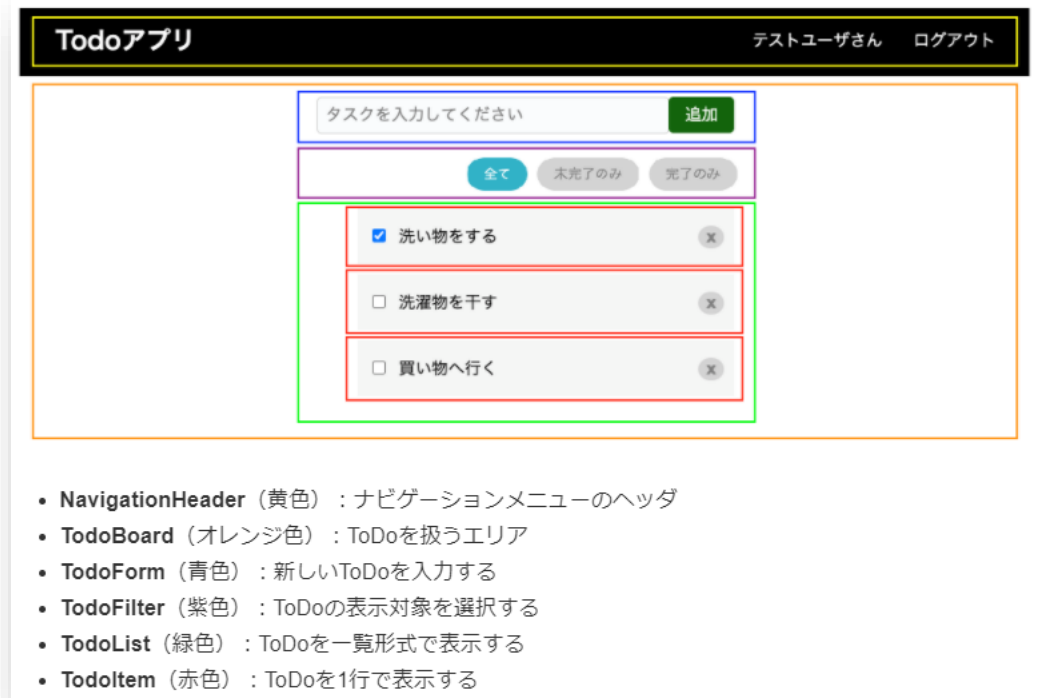 Todoアプリ テストユーザさん ログアウト
タスクを入力してください 追加
全て 未完了のみ 完了のみ
洗い物をする x
洗濯物を干す x
買い物へ行く x
• NavigationHeader（黄色）：ナビゲーションメニューのヘッダ
• TodoBoard（オレンジ色）：ToDoを扱うエリア
• TodoForm（青色）：新しいToDoを入力する
• TodoFilter（紫色）：ToDoの表示対象を選択する
• TodoList（緑色）：ToDoを一覧形式で表示する
• TodoItem（赤色）：ToDoを1行で表示する